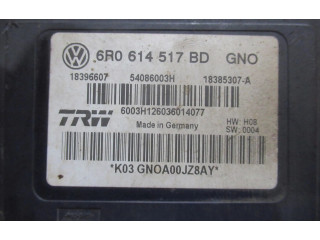 6R0 614 517 BD GNO
18396607 54086003H 18385307-A
TRW 6003H126036014077
Made in Germany
HW: H08
SW: 0004
*K03 GNOA00JZ8AY*